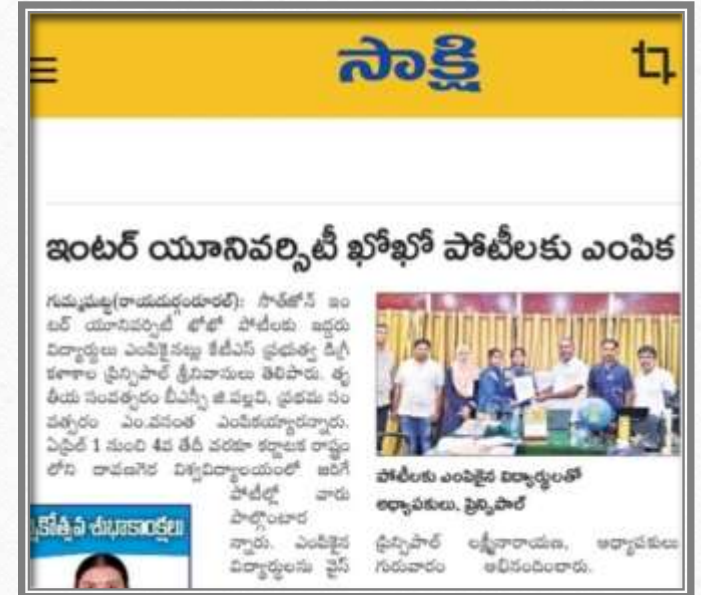 సాక్షి
ఇంటర్ యూనివర్సిటీ ఖోఖో పోటీలకు ఎంపిక
గుమ్మఘట్ట(రాయదుర్గంరూరల్): సౌత్‌జోన్ ఇం
టర్ యూనివర్సిటీ ఖోఖో పోటీలకు ఇద్దరు
విద్యార్థులు ఎంపికైనట్లు కేటీఎస్ ప్రభుత్వ డిగ్రీ
కళాశాల ప్రిన్సిపాల్ శ్రీనివాసులు తెలిపారు. తృ
తీయ సంవత్సరం బీఎస్సీ జి.పల్లవి, ప్రథమ సం
వత్సరం ఎం.వసంత ఎంపికయ్యారన్నారు.
ఏప్రిల్ 1 నుంచి 4వ తేదీ వరకూ కర్ణాటక రాష్ట్రం
లోని దావణగెర విశ్వవిద్యాలయంలో జరిగే
పోటీల్లో వారు
పాల్గొంటార
న్నారు. ఎంపికైన
విద్యార్థులను వైస్
పోటీలకు ఎంపికైన విద్యార్థులతో
అధ్యాపకులు, ప్రిన్సిపాల్
ప్రిన్సిపాల్ లక్ష్మీనారాయణ, అధ్యాపకులు
గురువారం అభినందించారు.
శుభాకాంక్షలు